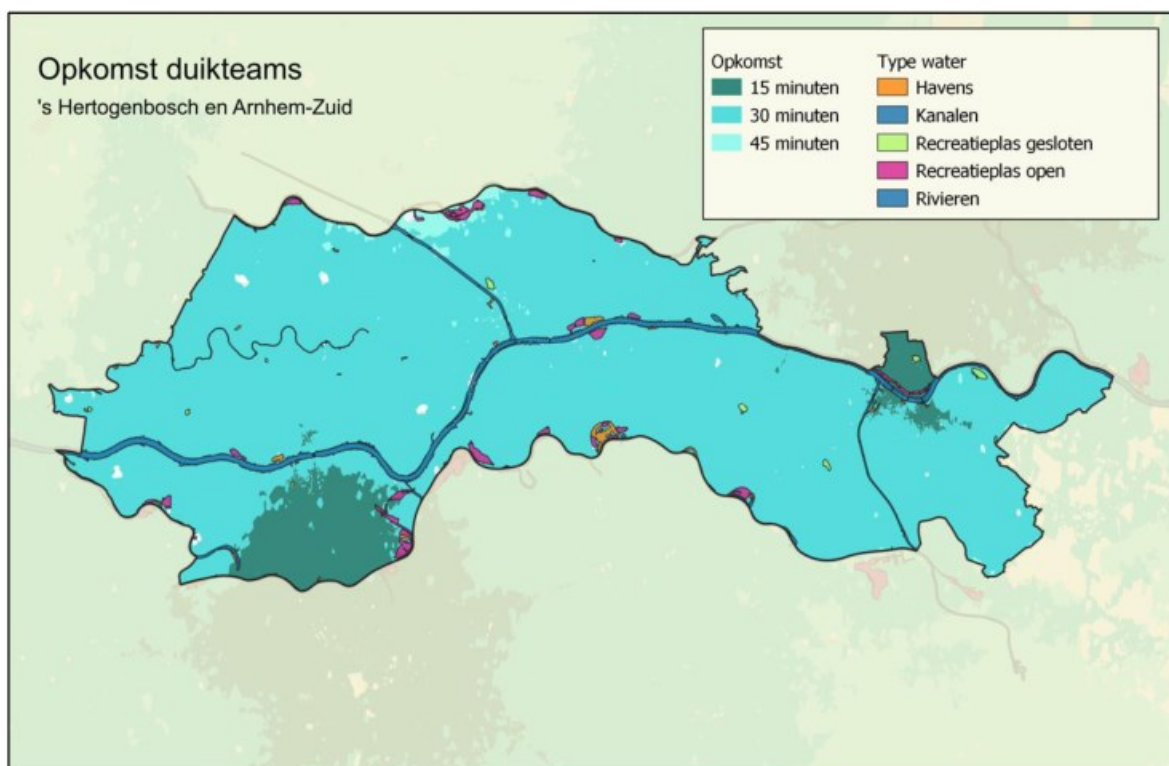 Opkomst duikteams
's Hertogenbosch en Arnhem-Zuid
Opkomst
15 minuten
30 minuten
45 minuten
Type water
Havens
Kanalen
Recreatieplas gesloten
Recreatieplas open
Rivieren